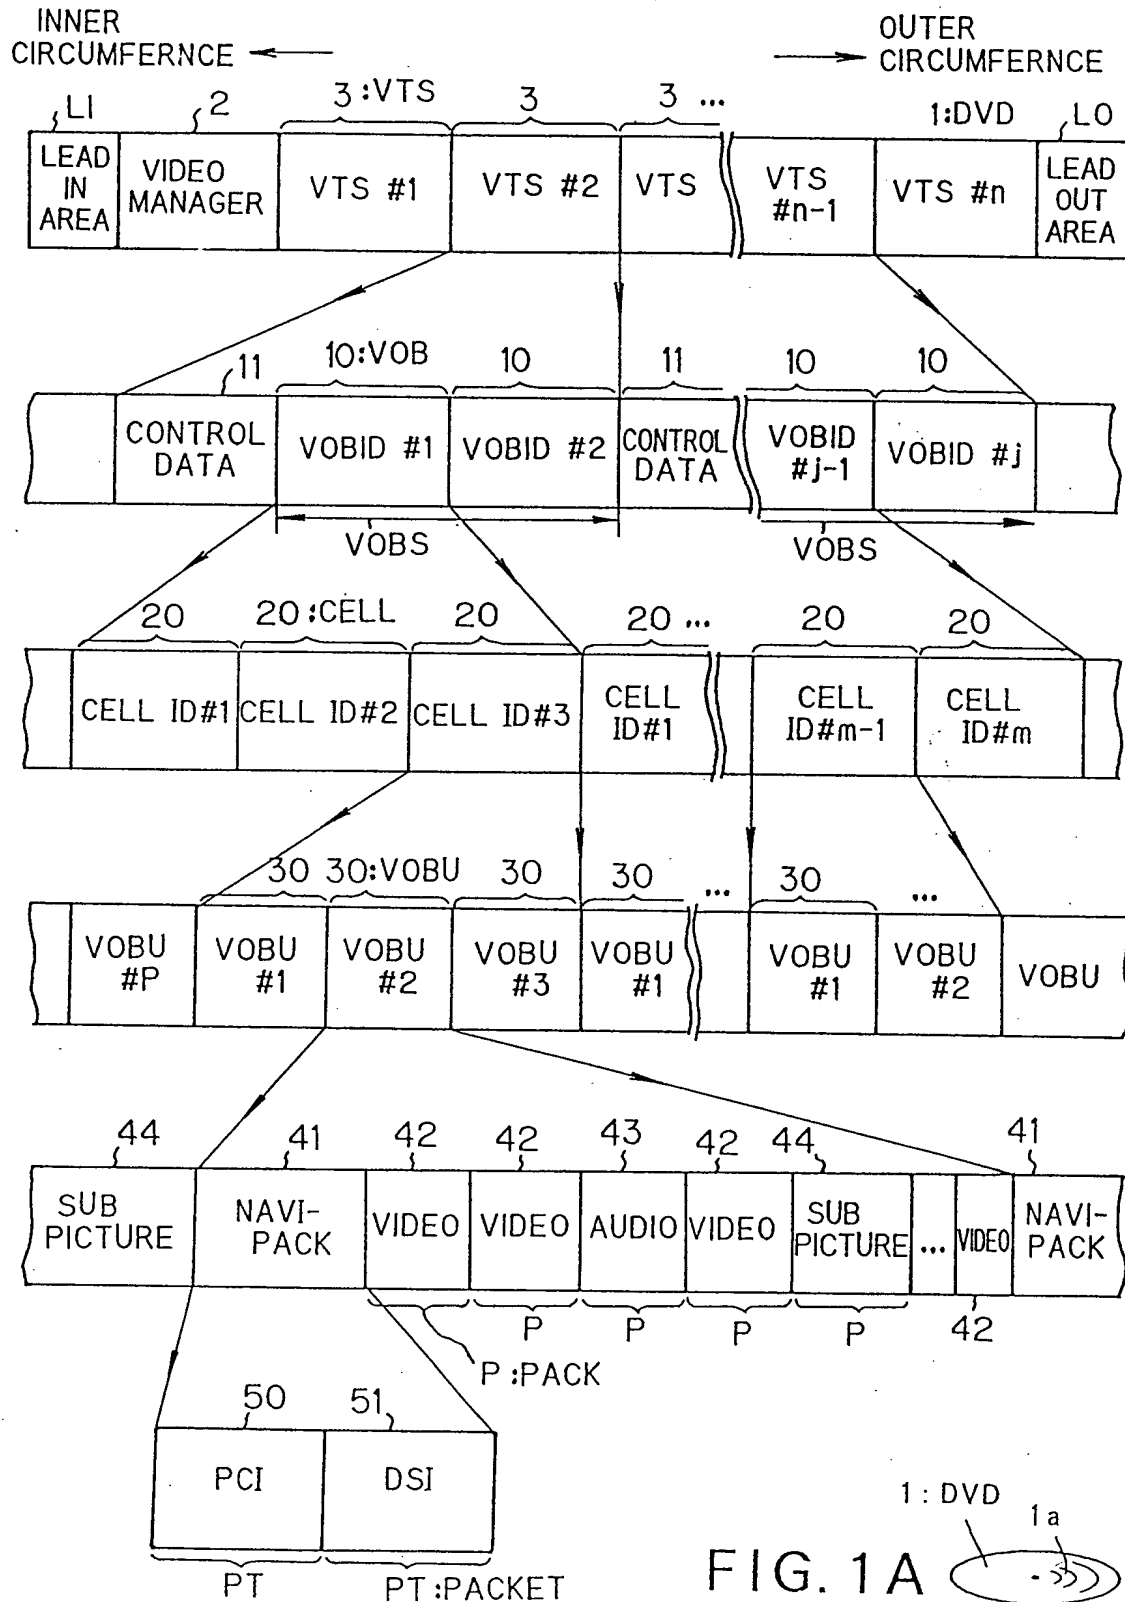 INNER
CIRCUMFERNCE
OUTER
CIRCUMFERNCE
LI 2 3:VTS 3 3 ... 1:DVD LO
LEAD IN AREA
VIDEO MANAGER
VTS #1
VTS #2
VTS
VTS #n-1
VTS #n
LEAD OUT AREA
11 10:VOB 10 11 10 10
CONTROL DATA
VOBID #1
VOBID #2
CONTROL DATA
VOBID #j-1
VOBID #j
VOBS
VOBS
20 20:CELL 20 20 ... 20 20
CELL ID#1
CELL ID#2
CELL ID#3
CELL ID#1
CELL ID#m-1
CELL ID#m
30 30:VOBU 30 30 ... 30 ...
VOBU #P
VOBU #1
VOBU #2
VOBU #3
VOBU #1
VOBU #1
VOBU #2
VOBU
44 41 42 42 43 42 44 41
SUB PICTURE
NAVI-PACK
VIDEO
VIDEO
AUDIO
VIDEO
SUB PICTURE
...
VIDEO
NAVI-PACK
P P P P 42
P:PACK
50 51
PCI
DSI
PT PT:PACKET
1:DVD
1a
FIG. 1A